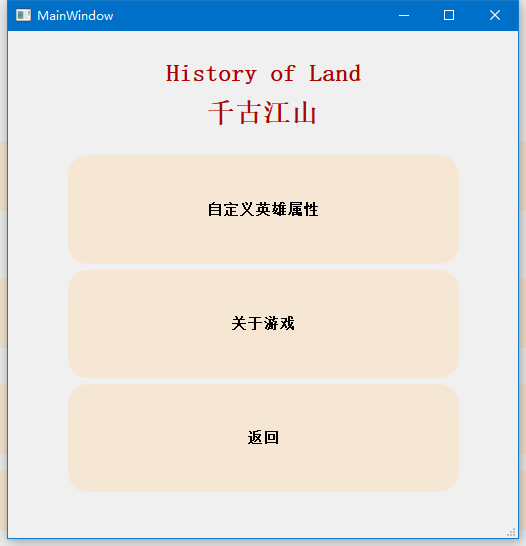 MainWindow
History of Land
千古江山
自定义英雄属性
关于游戏
返回